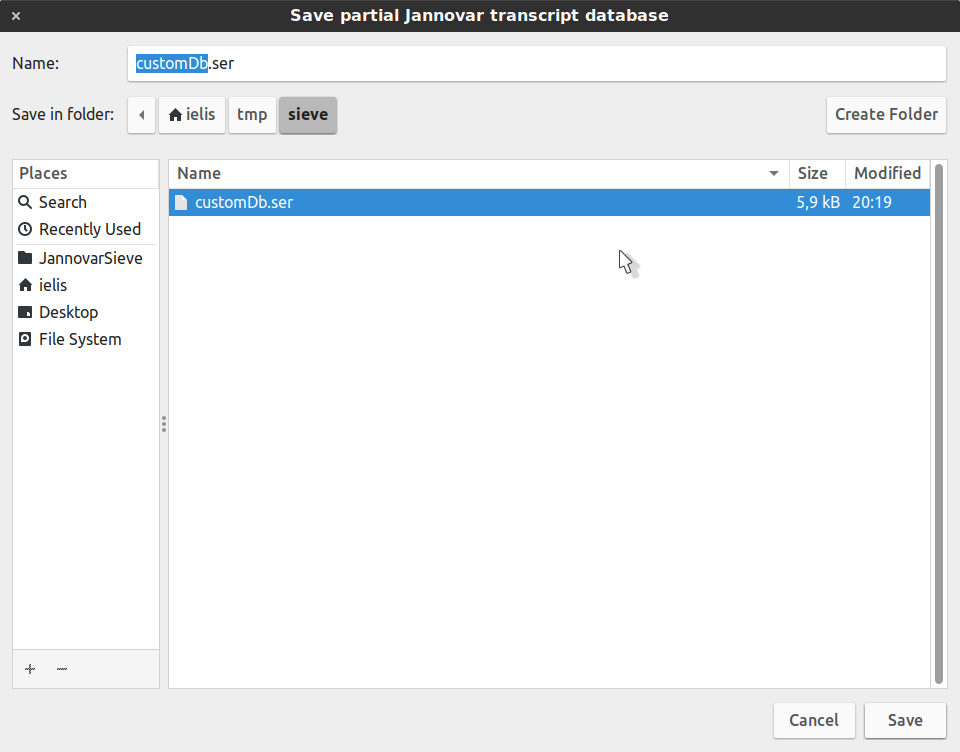 × Save partial Jannovar transcript database
Name: customDb.ser
Save in folder: ielis tmp sieve Create Folder
Places Name Size Modified
Search customDb.ser 5,9 kB 20:19
Recently Used
JannovarSieve
ielis
Desktop
File System
+ −
Cancel Save